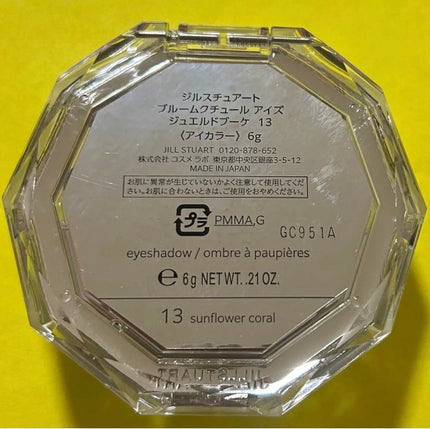 ジルスチュアート
ブルームクチュール アイズ
ジュエルドブーケ 13
〈アイカラー〉6g
JILL STUART 0120-878-652
株式会社 コスメラボ 東京都中央区銀座3-5-12
MADE IN JAPAN
お肌に異常が生じていないかよく注意して使用してくだ
さい。お肌に合わないときは、ご使用をおやめください。
プラ PMMA,G
GC951A
eyeshadow / ombre à paupières
e 6g NET WT. .21 OZ.
13 sunflower coral
JILL STUART